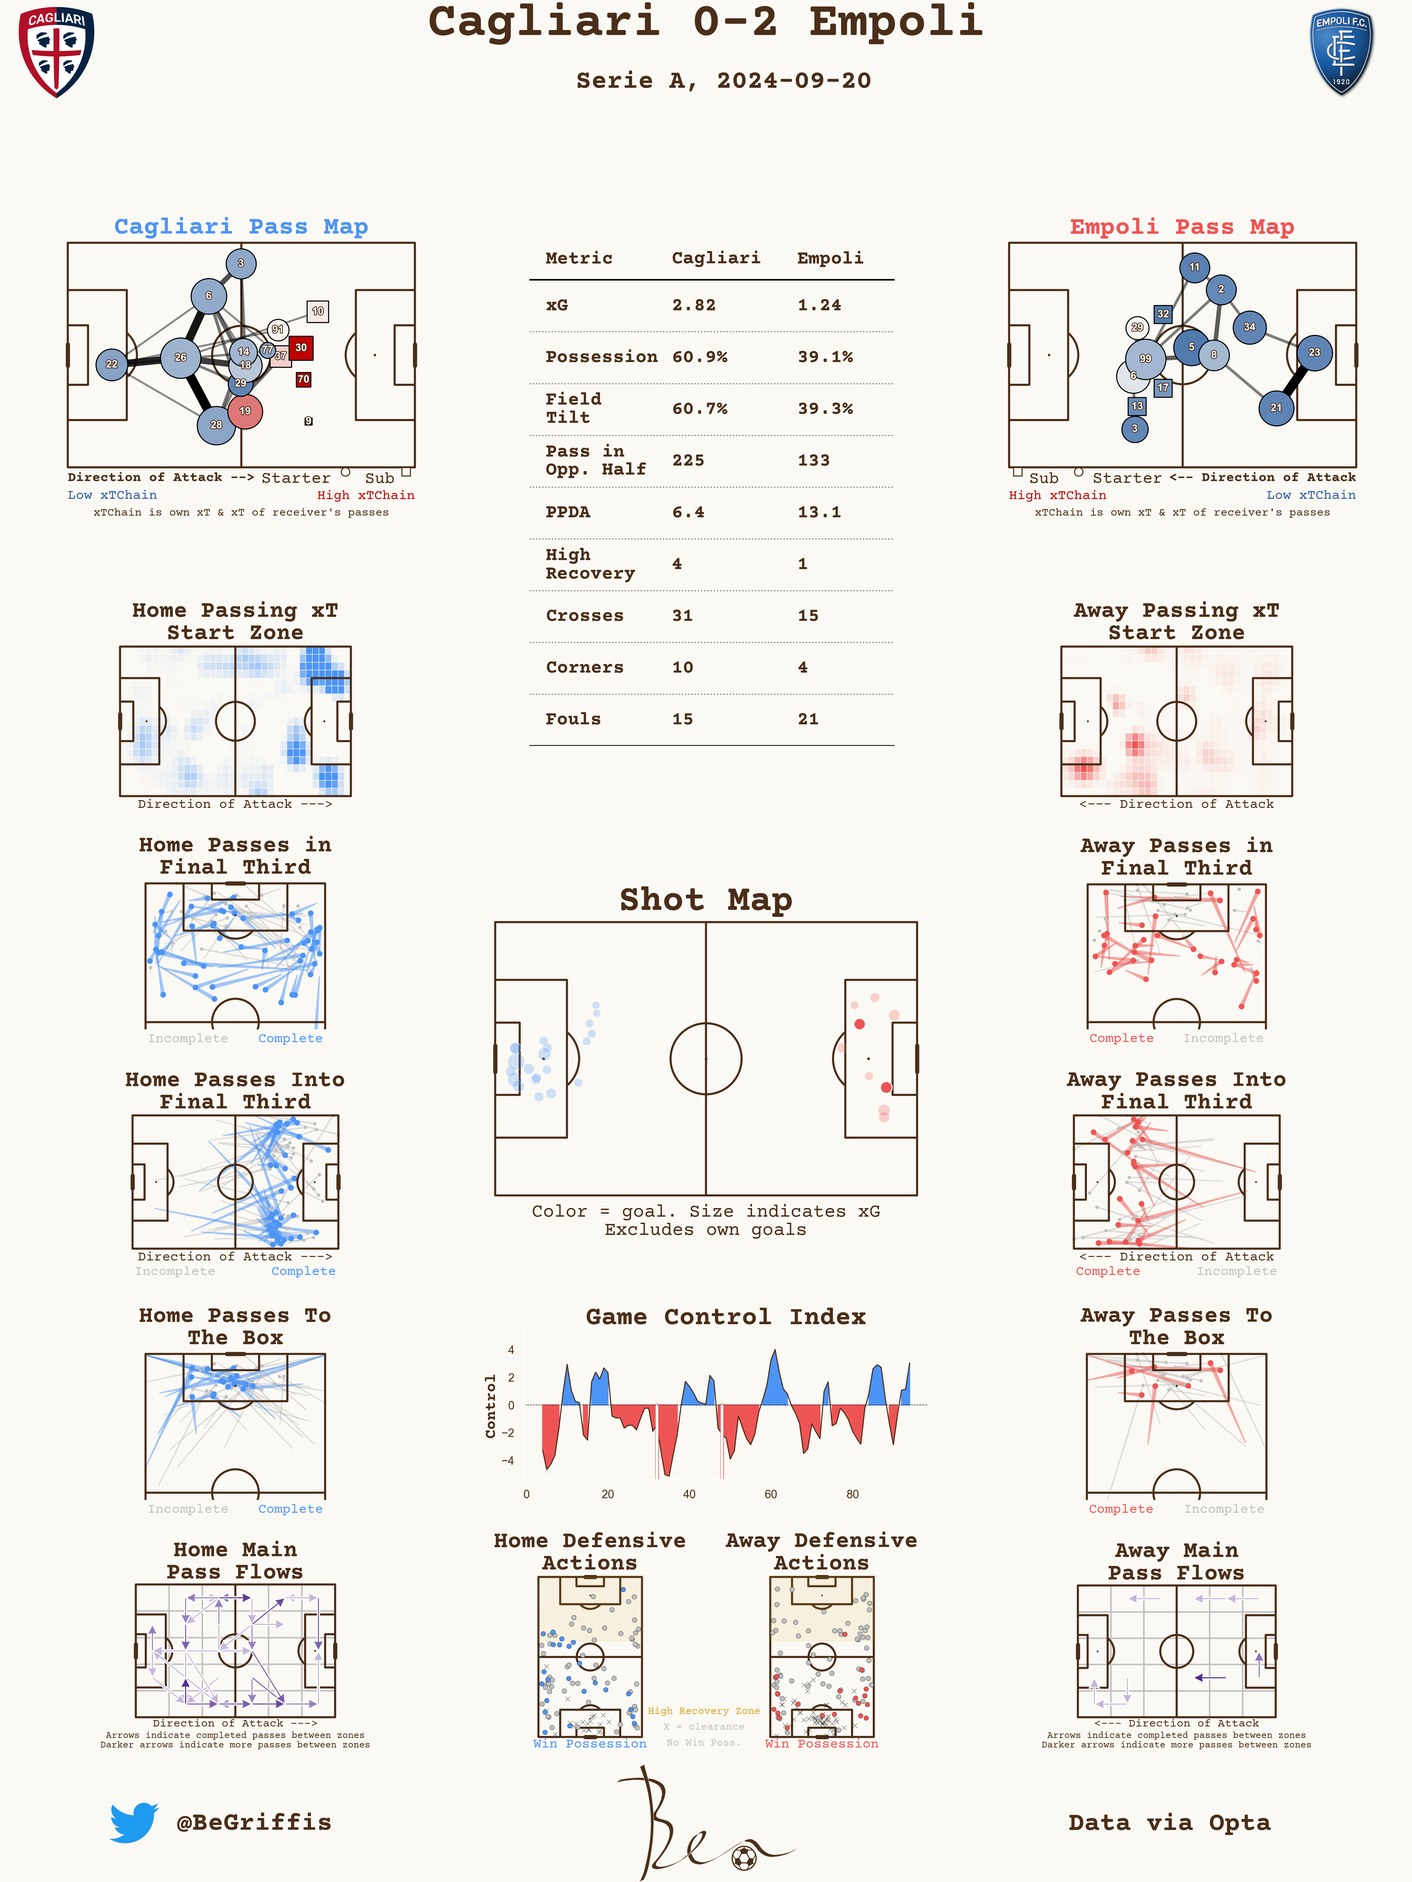 Cagliari 0-2 Empoli
Serie A, 2024-09-20
CAGLIARI
EMPOLI F.C.
1920
Cagliari Pass Map
3
6
10
91
30
14
77
37
26
18
22
29
70
19
9
28
Direction of Attack --> Starter Sub
Low xTChain High xTChain
xTChain is own xT & xT of receiver's passes
Metric Cagliari Empoli
xG 2.82 1.24
Possession 60.9% 39.1%
Field
Tilt 60.7% 39.3%
Pass in
Opp. Half 225 133
PPDA 6.4 13.1
High
Recovery 4 1
Crosses 31 15
Corners 10 4
Fouls 15 21
Empoli Pass Map
11
2
32
29
34
5
8
23
99
6
17
13
21
3
Sub Starter <-- Direction of Attack
High xTChain Low xTChain
xTChain is own xT & xT of receiver's passes
Home Passing xT
Start Zone
Direction of Attack --->
Away Passing xT
Start Zone
<--- Direction of Attack
Home Passes in
Final Third
Incomplete Complete
Away Passes in
Final Third
Complete Incomplete
Shot Map
Color = goal. Size indicates xG
Excludes own goals
Home Passes Into
Final Third
Direction of Attack --->
Incomplete Complete
Away Passes Into
Final Third
<--- Direction of Attack
Complete Incomplete
Home Passes To
The Box
Incomplete Complete
Game Control Index
Control
4
2
0
−2
−4
0 20 40 60 80
Away Passes To
The Box
Complete Incomplete
Home Main
Pass Flows
Direction of Attack --->
Arrows indicate completed passes between zones
Darker arrows indicate more passes between zones
Home Defensive
Actions
Win Possession
Away Defensive
Actions
Win Possession
High Recovery Zone
X = clearance
No Win Poss.
Away Main
Pass Flows
<--- Direction of Attack
Arrows indicate completed passes between zones
Darker arrows indicate more passes between zones
@BeGriffis
Ben
Data via Opta